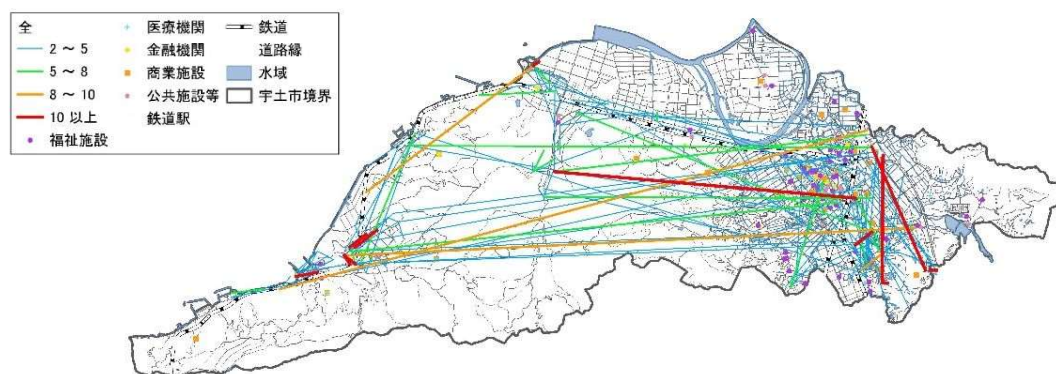 全
2 ～ 5
5 ～ 8
8 ～ 10
10 以上
福祉施設
医療機関
金融機関
商業施設
公共施設等
鉄道駅
鉄道
道路縁
水域
宇土市境界